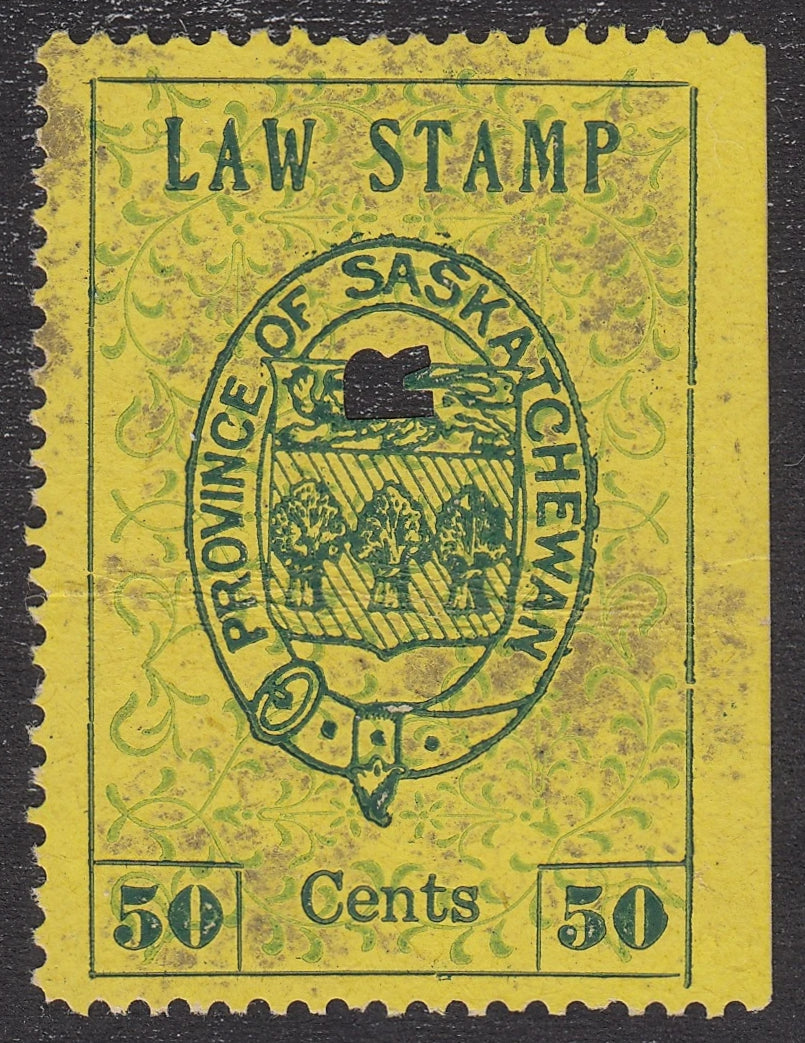 LAW STAMP
PROVINCE OF SASKATCHEWAN
50 Cents 50